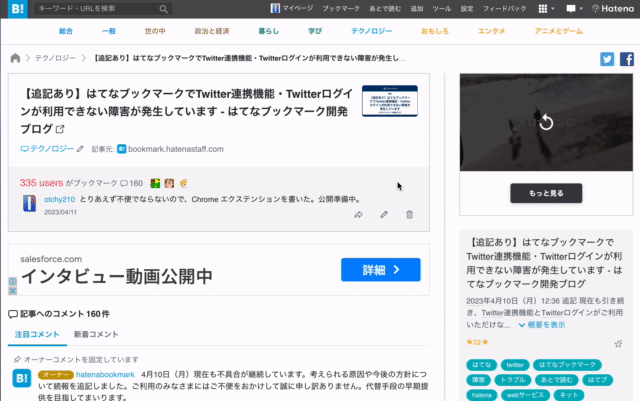 B! キーワード・URLを検索 マイページ ブックマーク あとで読む 追加 ツール 設定 フィードバック Hatena
総合 一般 世の中 政治と経済 暮らし 学び テクノロジー おもしろ エンタメ アニメとゲーム
テクノロジー 【追記あり】はてなブックマークでTwitter連携機能・Twitterログインが利用できない障害が発生し...
【追記あり】はてなブックマークでTwitter連携機能・Twitterログイ
ンが利用できない障害が発生しています - はてなブックマーク開発
ブログ
テクノロジー 記事元: B! bookmark.hatenastaff.com
335 users がブックマーク 160
otchy210 とりあえず不便でならないので、Chrome エクステンションを書いた。公開準備中。
2023/04/11
salesforce.com
インタビュー動画公開中
詳細
記事へのコメント 160 件
注目コメント 新着コメント
オーナーコメントを固定しています
B! オーナー hatenabookmark 4月10日（月）現在も不具合が継続しています。考えられる原因や今後の方針につ
いて続報を追記しました。ご利用のみなさまにはご不便をおかけして誠に申し訳ありません。代替手段の早期提
供を目指してまいります。
もっと見る
【追記あり】はてなブックマークで
Twitter連携機能・Twitterログインが利
用できない障害が発生しています - は
てなブックマーク開発ブログ
2023年4月10日（月）12:36 追記 現在も引き続
き、Twitter連携機能とTwitterログインがご利用
いただけな... 概要を表示
★22★
はてな twitter はてなブックマーク
障害 トラブル あとで読む はてブ
hatena webサービス ネット